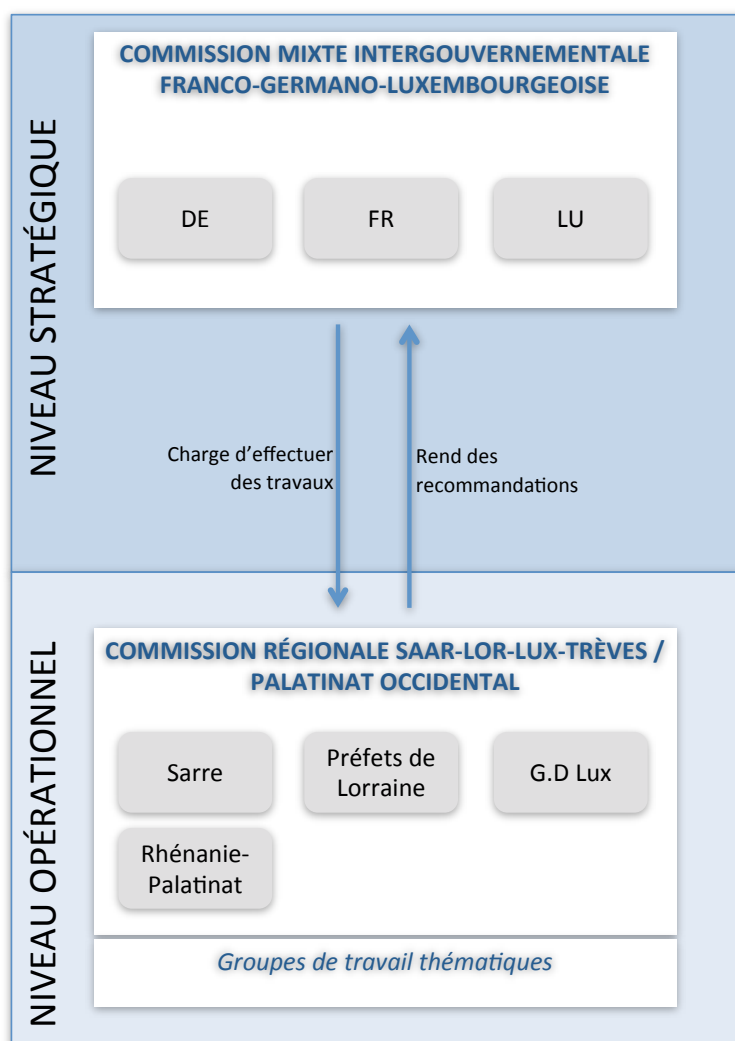 NIVEAU STRATÉGIQUE
COMMISSION MIXTE INTERGOUVERNEMENTALE
FRANCO-GERMANO-LUXEMBOURGEOISE
DE
FR
LU
Charge d’effectuer
des travaux
Rend des
recommandations
NIVEAU OPÉRATIONNEL
COMMISSION RÉGIONALE SAAR-LOR-LUX-TRÈVES /
PALATINAT OCCIDENTAL
Sarre
Préfets de
Lorraine
G.D Lux
Rhénanie-
Palatinat
Groupes de travail thématiques